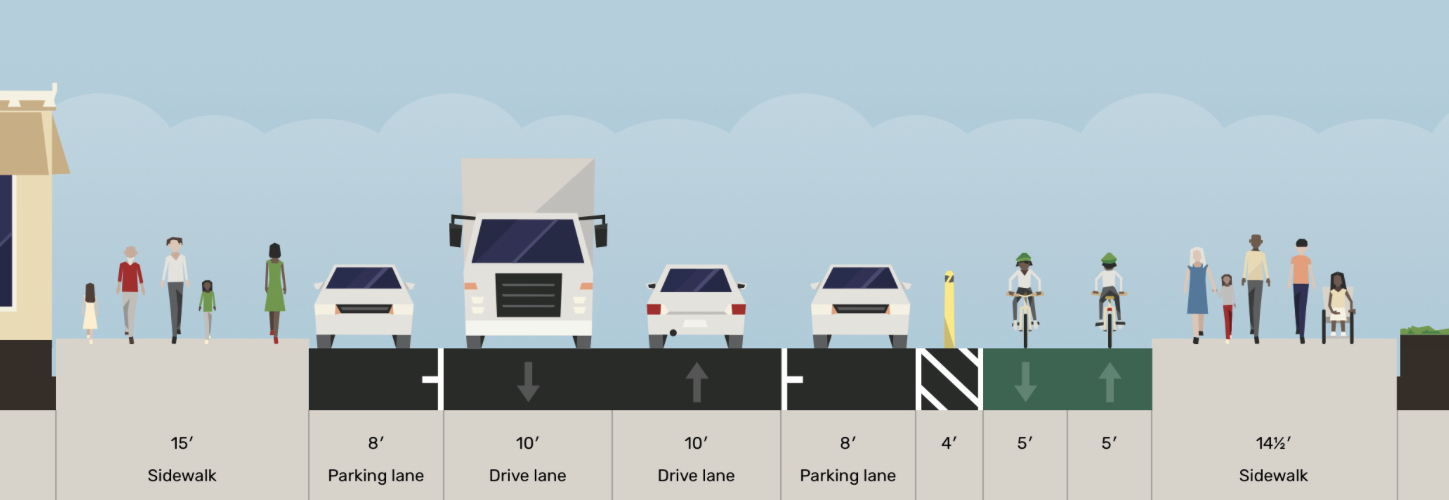 15′ 8′ 10′ 10′ 8′ 4′ 5′ 5′ 14½′
Sidewalk Parking lane Drive lane Drive lane Parking lane Sidewalk